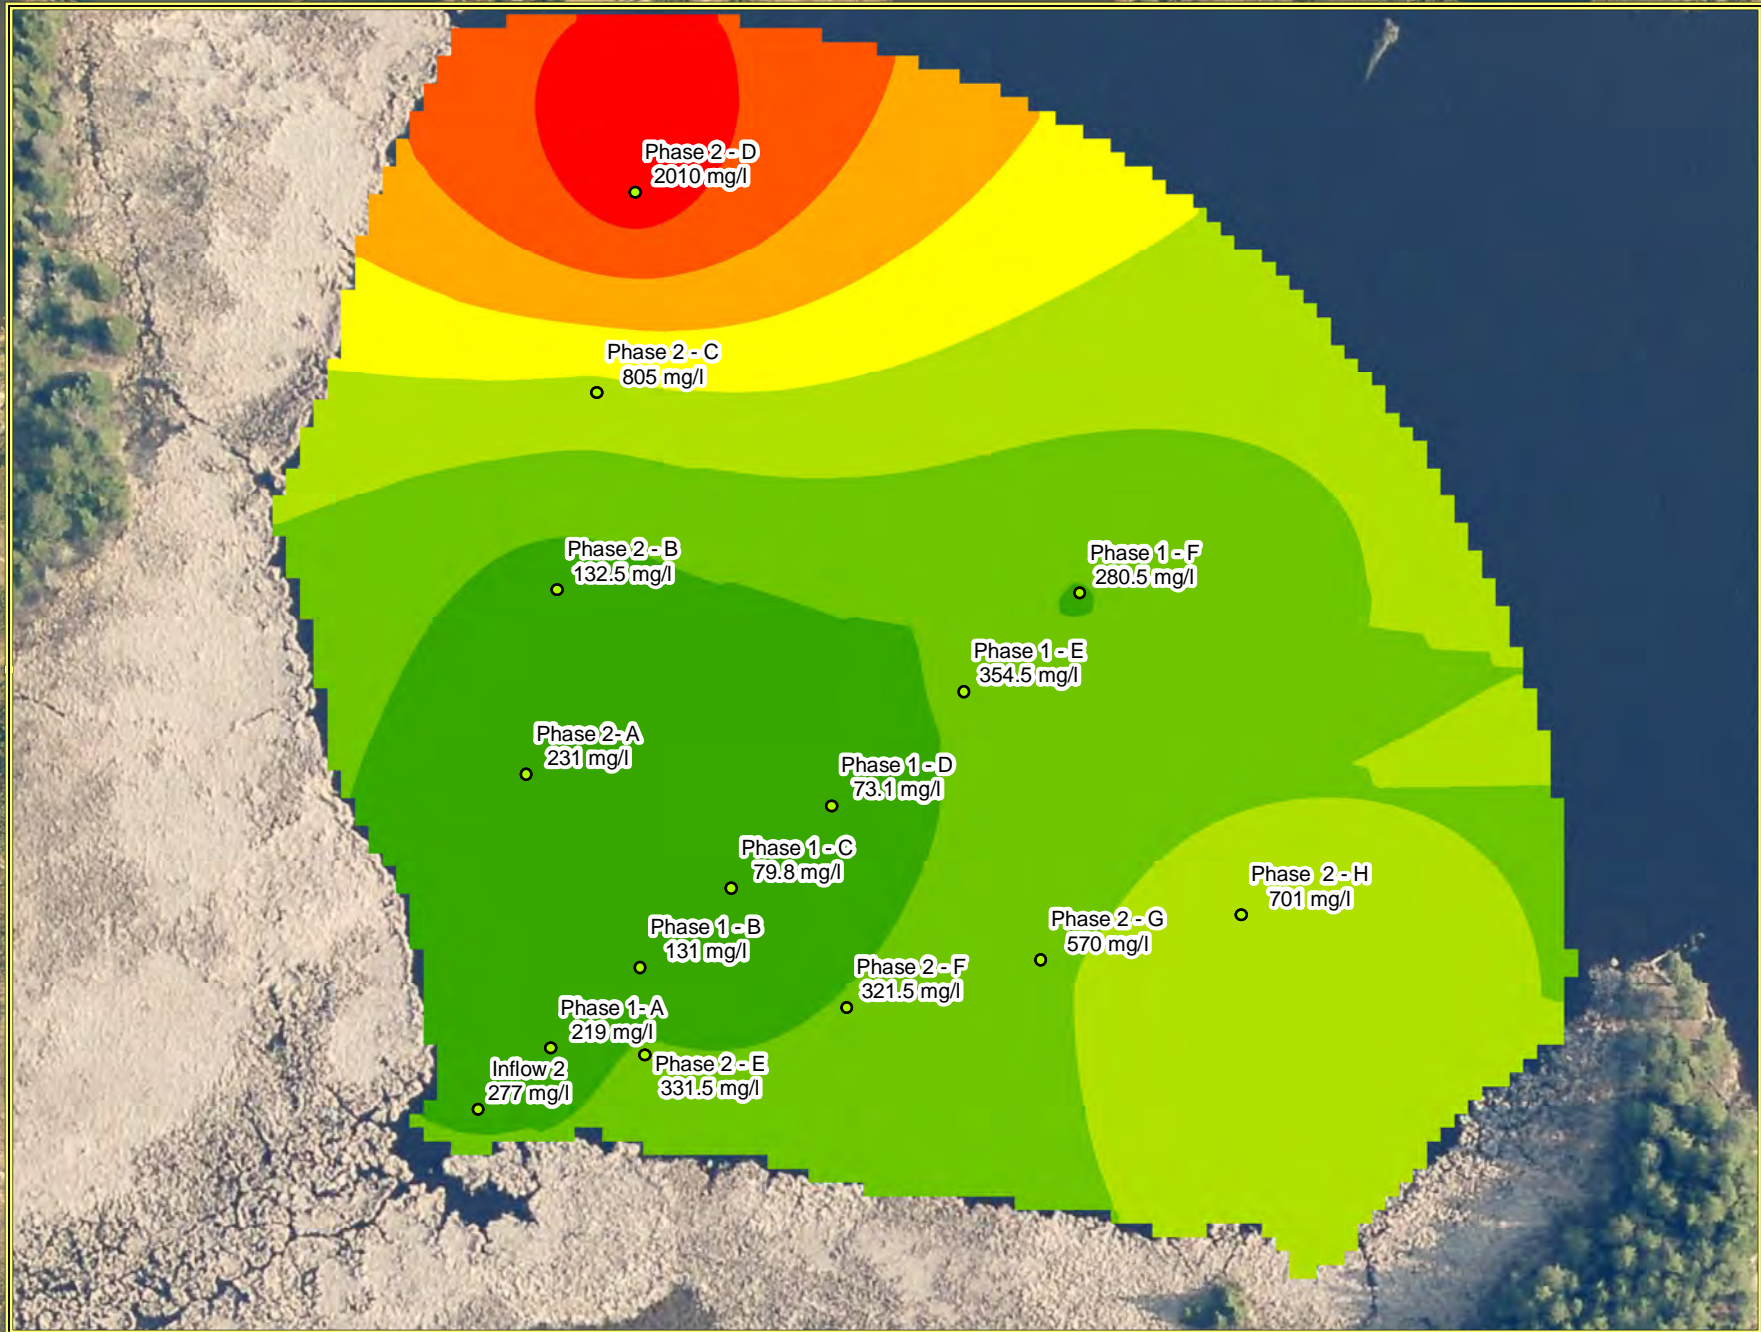 Phase 2 - D
2010 mg/l
Phase 2 - C
805 mg/l
Phase 2 - B
132.5 mg/l
Phase 1 - F
280.5 mg/l
Phase 1 - E
354.5 mg/l
Phase 2- A
231 mg/l
Phase 1 - D
73.1 mg/l
Phase 1 - C
79.8 mg/l
Phase 2 - H
701 mg/l
Phase 2 - G
570 mg/l
Phase 1 - B
131 mg/l
Phase 2 - F
321.5 mg/l
Phase 1- A
219 mg/l
Inflow 2
277 mg/l
Phase 2 - E
331.5 mg/l